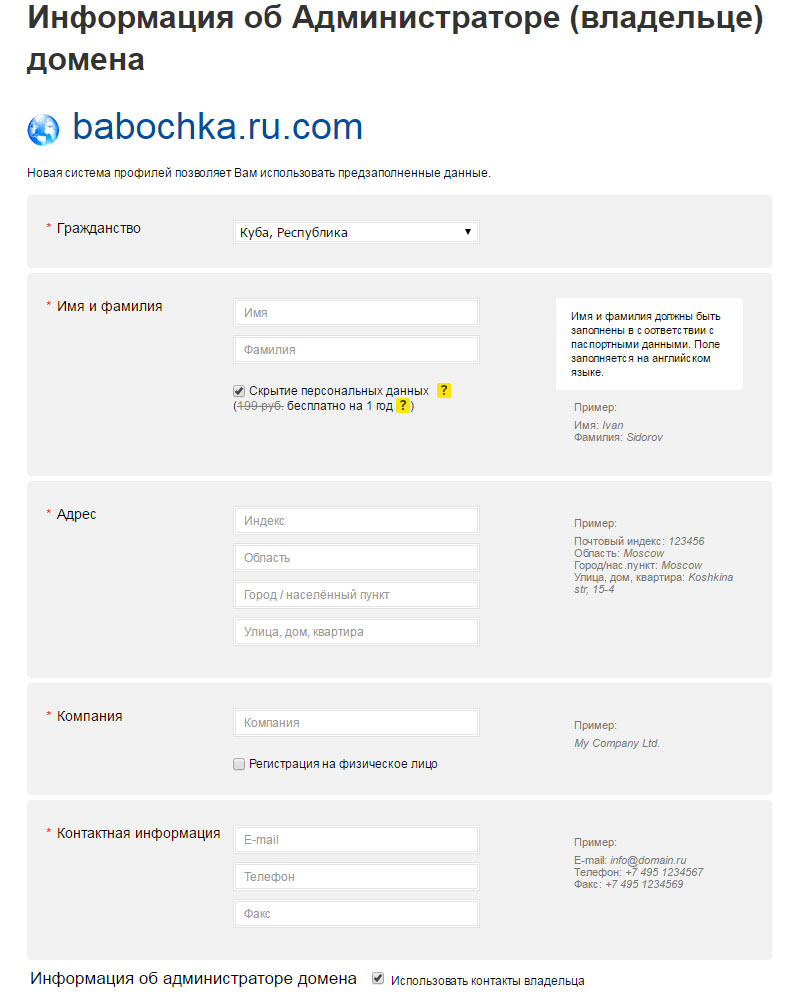 Информация об Администраторе (владельце)
домена
babochka.ru.com
Новая система профилей позволяет Вам использовать предзаполненные данные.
* Гражданство
Куба, Республика
* Имя и фамилия
Имя
Фамилия
Скрытие персональных данных ?
(199 руб. бесплатно на 1 год ?)
Имя и фамилия должны быть
заполнены в с оответствии с
паспортными данными. Поле
заполняется на английском
языке.
Пример:
Имя: Ivan
Фамилия: Sidorov
* Адрес
Индекс
Область
Город / населённый пункт
Улица, дом, квартира
Пример:
Почтовый индекс: 123456
Область: Moscow
Город/нас.пункт: Moscow
Улица, дом, квартира: Koshkina
str, 15-4
* Компания
Компания
Регистрация на физическое лицо
Пример:
My Company Ltd.
* Контактная информация
E-mail
Телефон
Факс
Пример:
E-mail: info@domain.ru
Телефон: +7 495 1234567
Факс: +7 495 1234569
Информация об администраторе домена Использовать контакты владельца